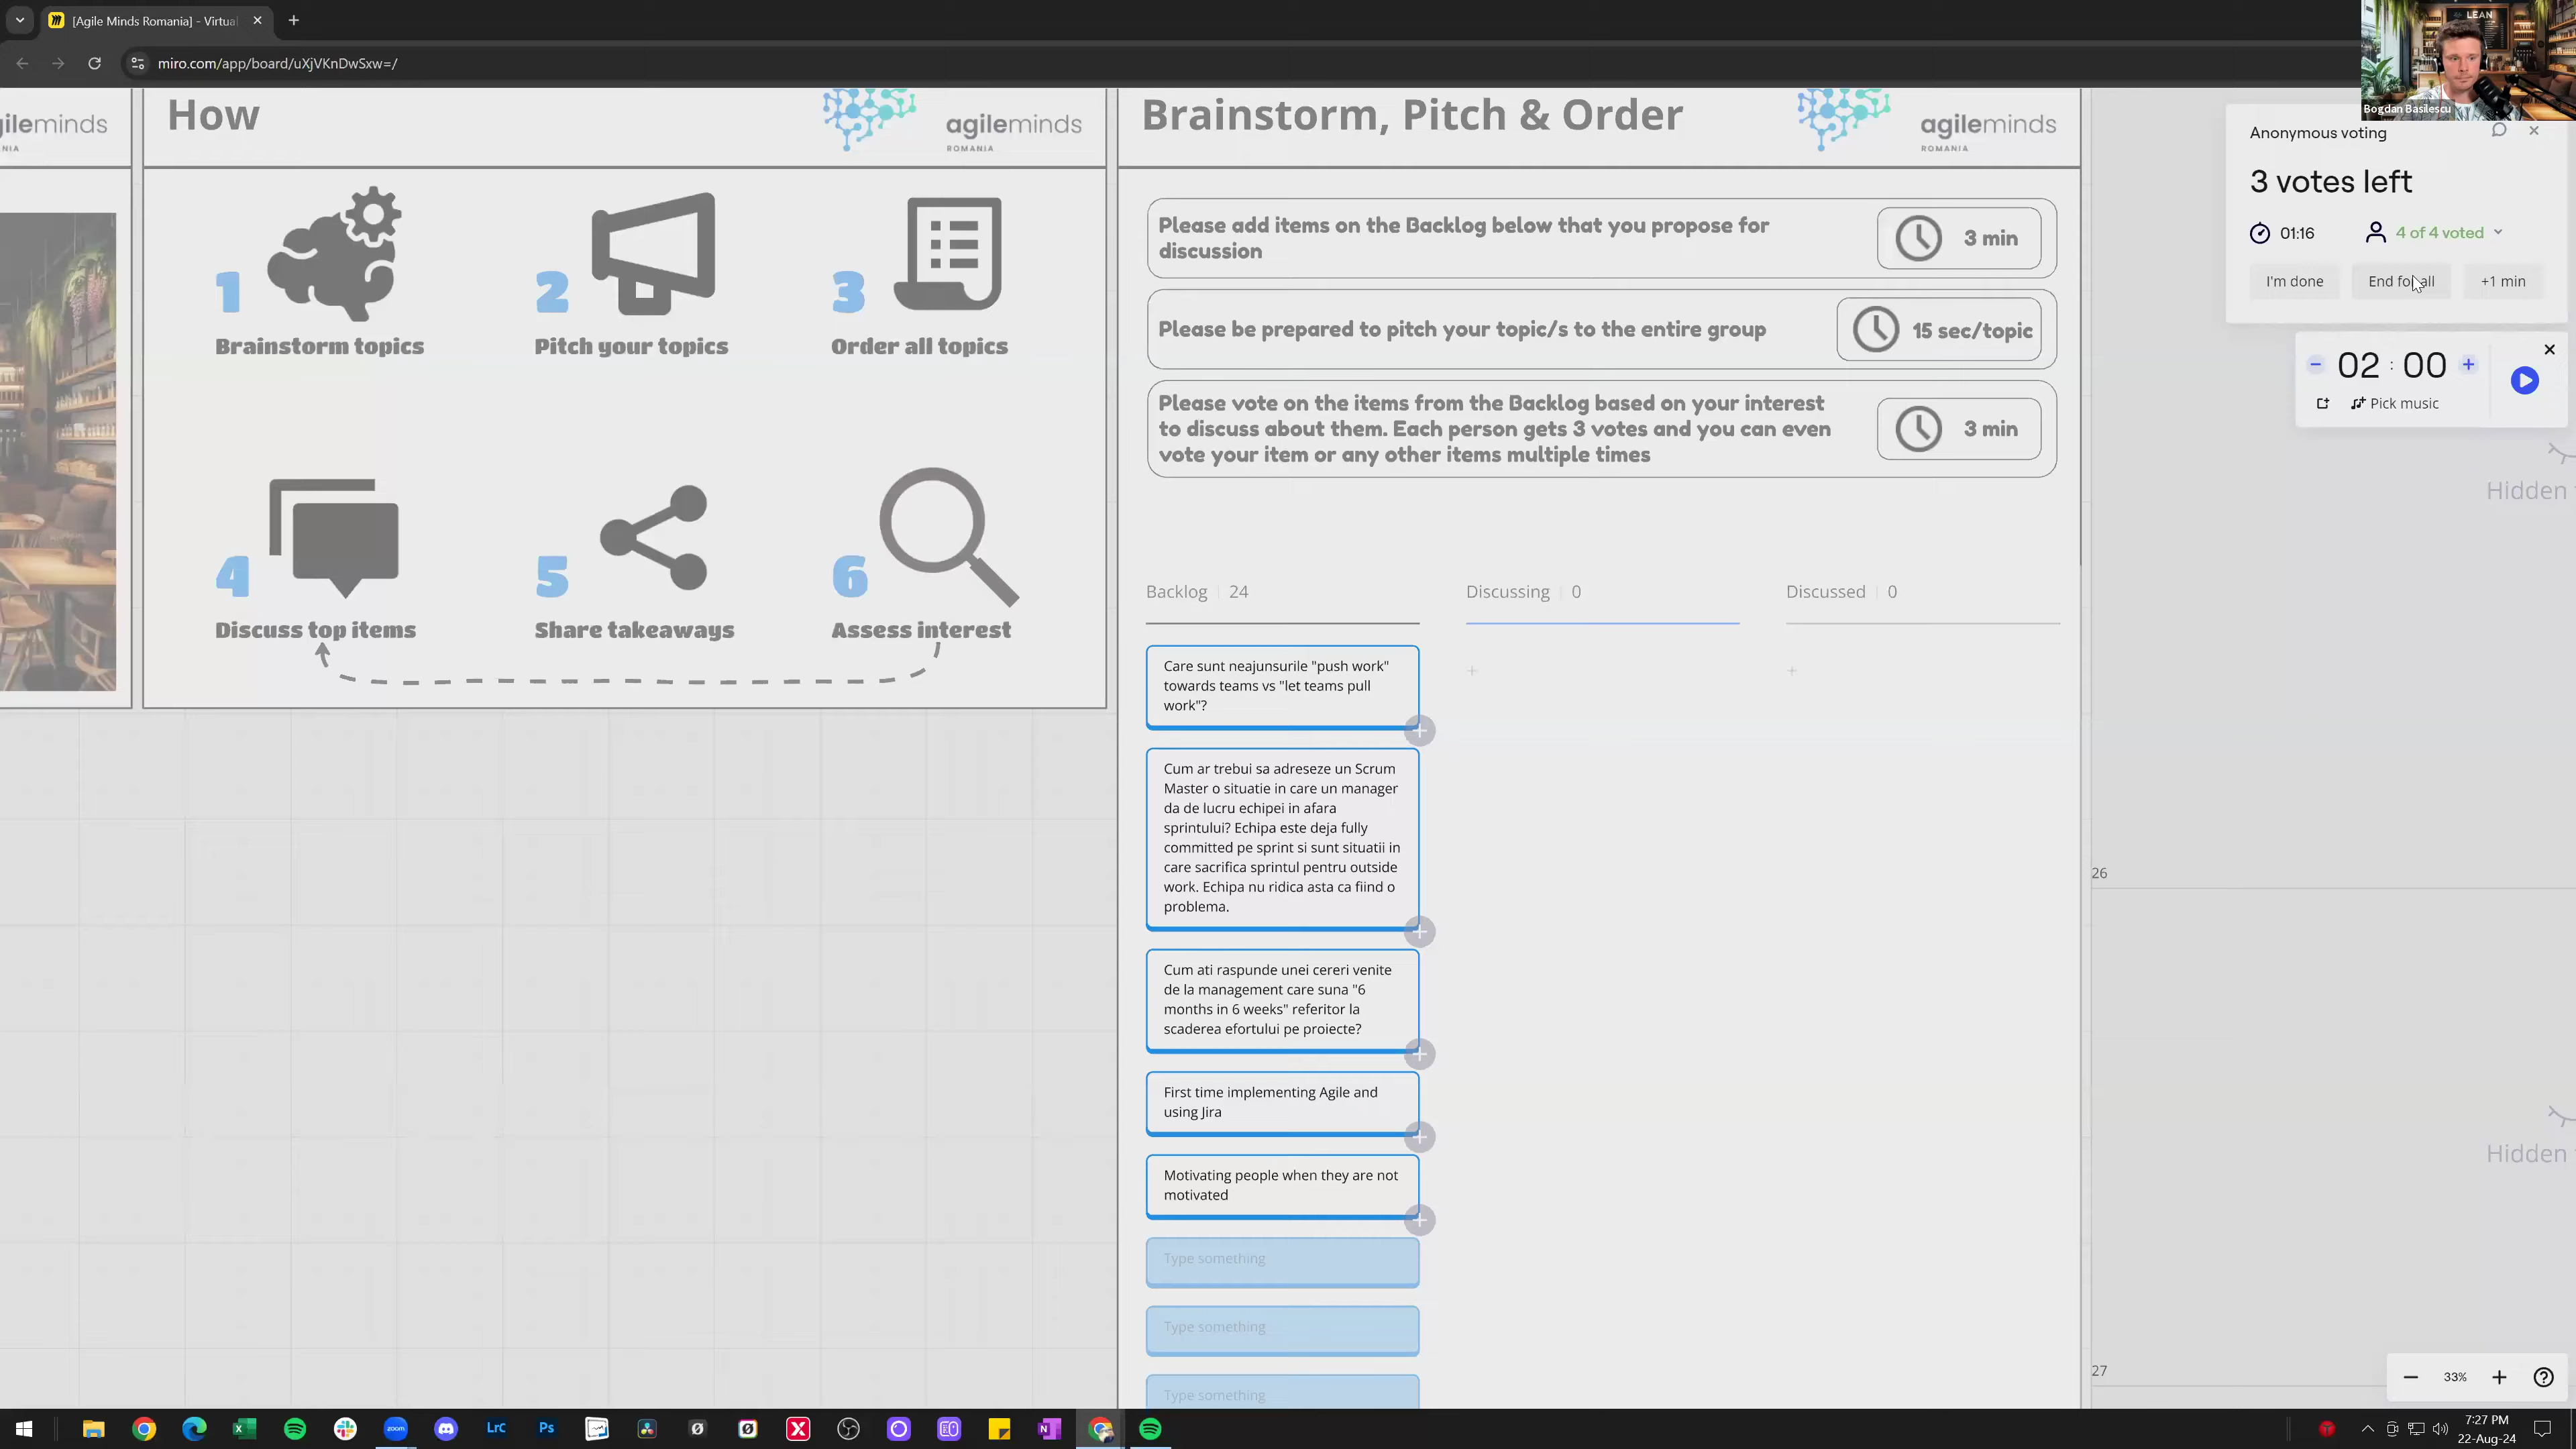 [Agile Minds Romania] - Virtua
miro.com/app/board/uXjVKnDwSxw=/
LEAN
Bogdan Basilescu
gileminds
NIA
How
agileminds
ROMANIA
1
Brainstorm topics
2
Pitch your topics
3
Order all topics
4
Discuss top items
5
Share takeaways
6
Assess interest
Brainstorm, Pitch & Order
agileminds
ROMANIA
Please add items on the Backlog below that you propose for
discussion
3 min
Please be prepared to pitch your topic/s to the entire group
15 sec/topic
Please vote on the items from the Backlog based on your interest
to discuss about them. Each person gets 3 votes and you can even
vote your item or any other items multiple times
3 min
Backlog 24
Discussing 0
Discussed 0
Care sunt neajunsurile "push work"
towards teams vs "let teams pull
work"?
Cum ar trebui sa adreseze un Scrum
Master o situatie in care un manager
da de lucru echipei in afara
sprintului? Echipa este deja fully
committed pe sprint si sunt situatii in
care sacrifica sprintul pentru outside
work. Echipa nu ridica asta ca fiind o
problema.
Cum ati raspunde unei cereri venite
de la management care suna "6
months in 6 weeks" referitor la
scaderea efortului pe proiecte?
First time implementing Agile and
using Jira
Motivating people when they are not
motivated
Type something
Type something
Type something
Anonymous voting
3 votes left
01:16
4 of 4 voted
I'm done
End for all
+1 min
02 : 00
Pick music
Hidden
26
Hidden
27
33%
zoom
Lrc
Ps
7:27 PM
22-Aug-24